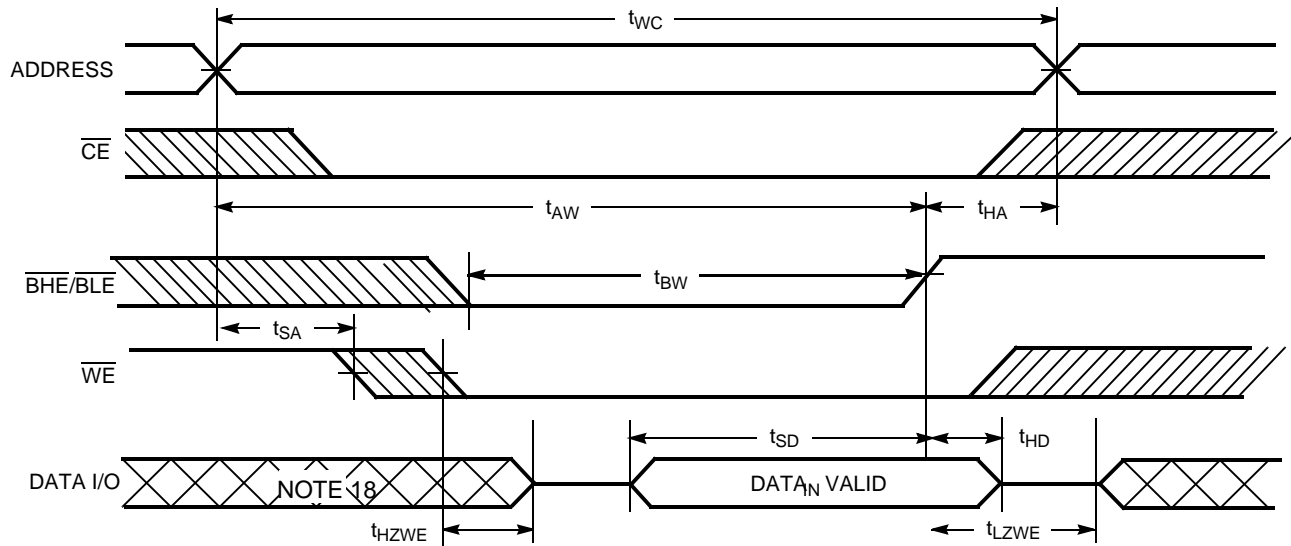 tWC
ADDRESS
CE
tAW
tHA
BHE/BLE
tBW
tSA
WE
tSD
tHD
DATA I/O
NOTE 18
DATAIN VALID
tHZWE
tLZWE